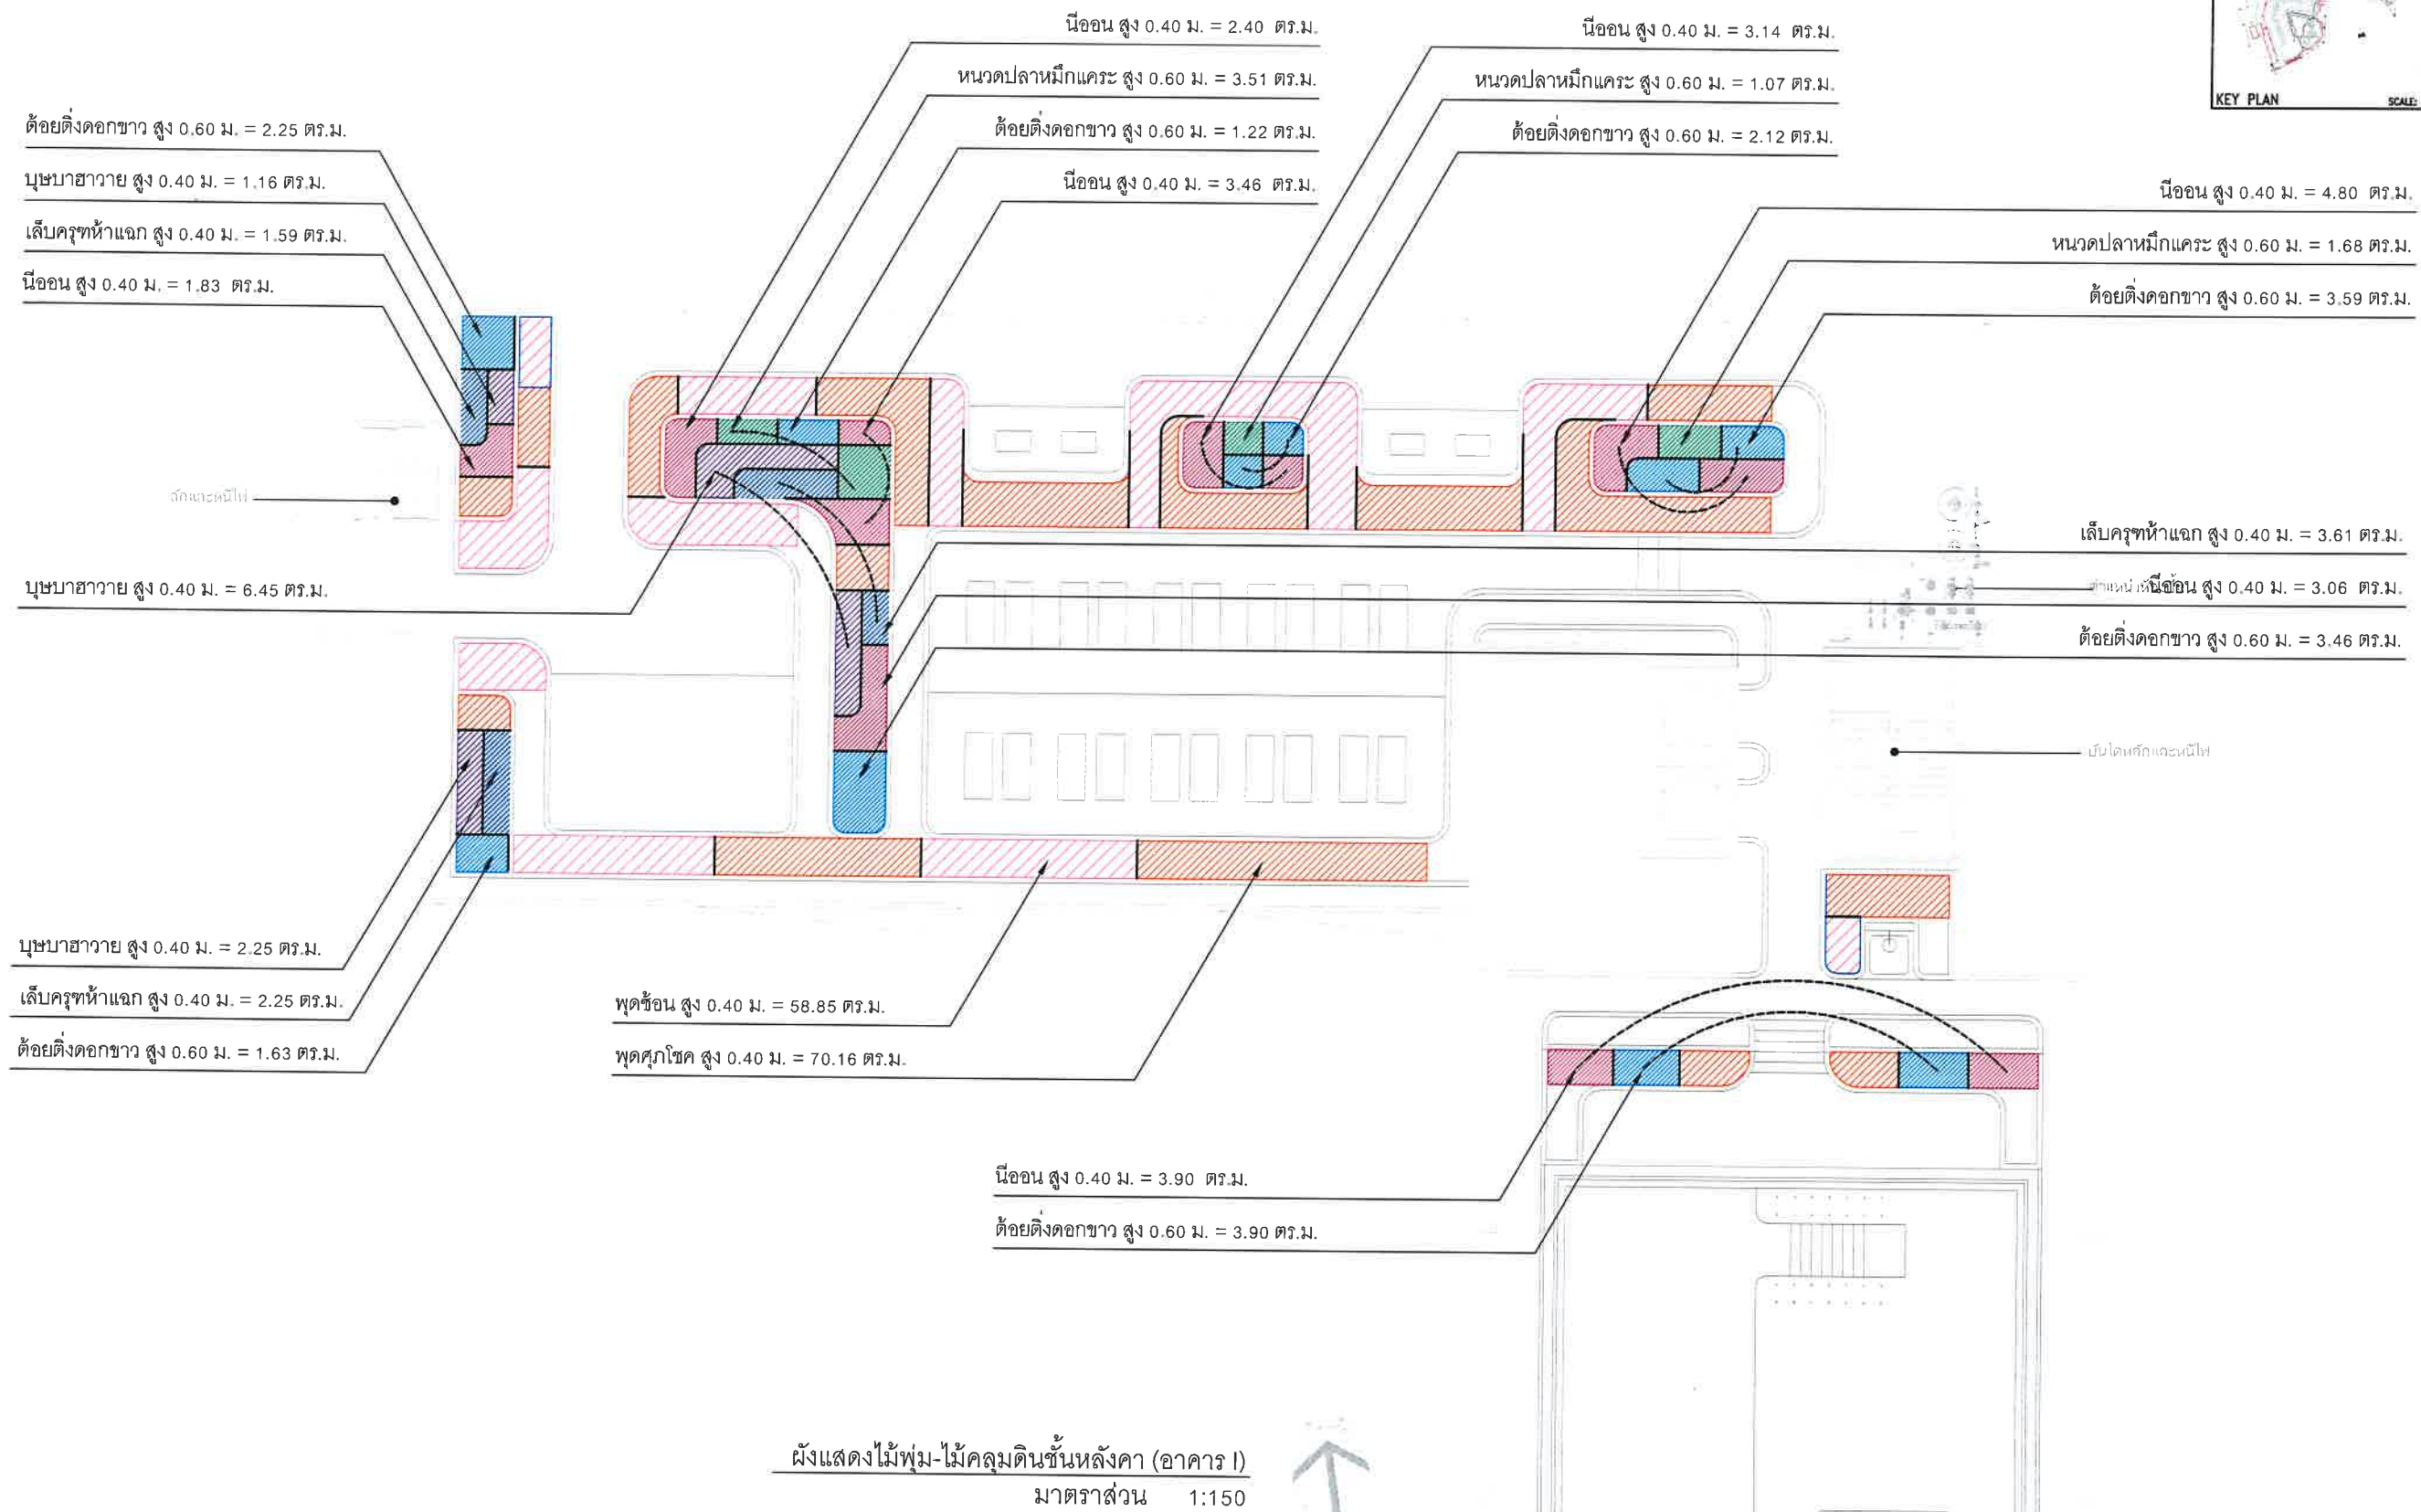 นีออน สูง 0.40 ม. = 2.40 ตร.ม.
หนวดปลาหมึกแคระ สูง 0.60 ม. = 3.51 ตร.ม.
ต้อยติ่งดอกขาว สูง 0.60 ม. = 1.22 ตร.ม.
นีออน สูง 0.40 ม. = 3.46 ตร.ม.
นีออน สูง 0.40 ม. = 3.14 ตร.ม.
หนวดปลาหมึกแคระ สูง 0.60 ม. = 1.07 ตร.ม.
ต้อยติ่งดอกขาว สูง 0.60 ม. = 2.12 ตร.ม.
KEY PLAN
SCALE:
ต้อยติ่งดอกขาว สูง 0.60 ม. = 2.25 ตร.ม.
บุษบาฮาวาย สูง 0.40 ม. = 1.16 ตร.ม.
เล็บครุฑห้าแฉก สูง 0.40 ม. = 1.59 ตร.ม.
นีออน สูง 0.40 ม. = 1.83 ตร.ม.
นีออน สูง 0.40 ม. = 4.80 ตร.ม.
หนวดปลาหมึกแคระ สูง 0.60 ม. = 1.68 ตร.ม.
ต้อยติ่งดอกขาว สูง 0.60 ม. = 3.59 ตร.ม.
บุษบาฮาวาย สูง 0.40 ม. = 6.45 ตร.ม.
เล็บครุฑห้าแฉก สูง 0.40 ม. = 3.61 ตร.ม.
นีออน สูง 0.40 ม. = 3.06 ตร.ม.
ต้อยติ่งดอกขาว สูง 0.60 ม. = 3.46 ตร.ม.
บันไดหลักและหนีไฟ
บุษบาฮาวาย สูง 0.40 ม. = 2.25 ตร.ม.
เล็บครุฑห้าแฉก สูง 0.40 ม. = 2.25 ตร.ม.
ต้อยติ่งดอกขาว สูง 0.60 ม. = 1.63 ตร.ม.
พุดซ้อน สูง 0.40 ม. = 58.85 ตร.ม.
พุดศุภโชค สูง 0.40 ม. = 70.16 ตร.ม.
นีออน สูง 0.40 ม. = 3.90 ตร.ม.
ต้อยติ่งดอกขาว สูง 0.60 ม. = 3.90 ตร.ม.
ผังแสดงไม้พุ่ม-ไม้คลุมดินชั้นหลังคา (อาคาร I)
มาตราส่วน 1:150